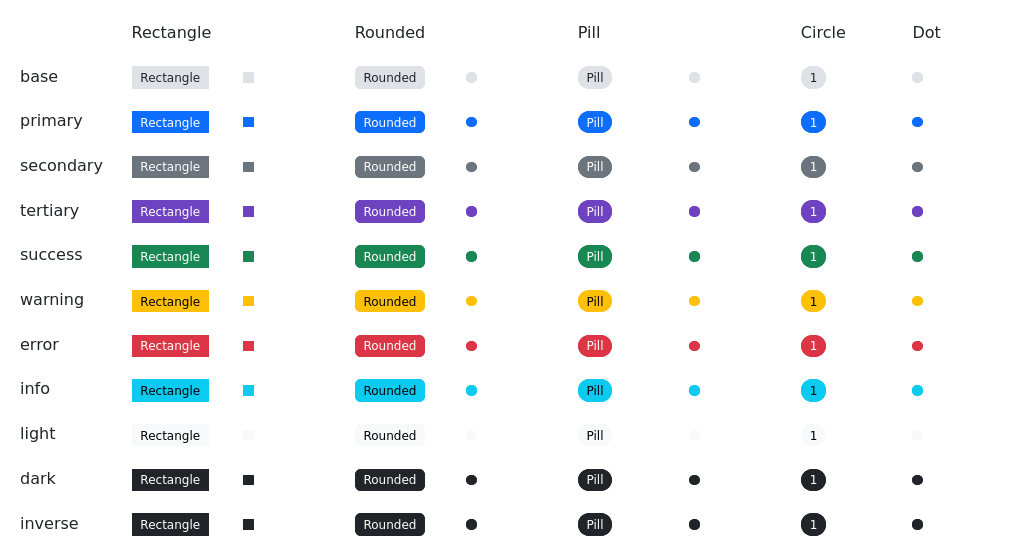 Rectangle Rounded Pill Circle Dot
base Rectangle Rounded Pill 1
primary Rectangle Rounded Pill 1
secondary Rectangle Rounded Pill 1
tertiary Rectangle Rounded Pill 1
success Rectangle Rounded Pill 1
warning Rectangle Rounded Pill 1
error Rectangle Rounded Pill 1
info Rectangle Rounded Pill 1
light Rectangle Rounded Pill 1
dark Rectangle Rounded Pill 1
inverse Rectangle Rounded Pill 1